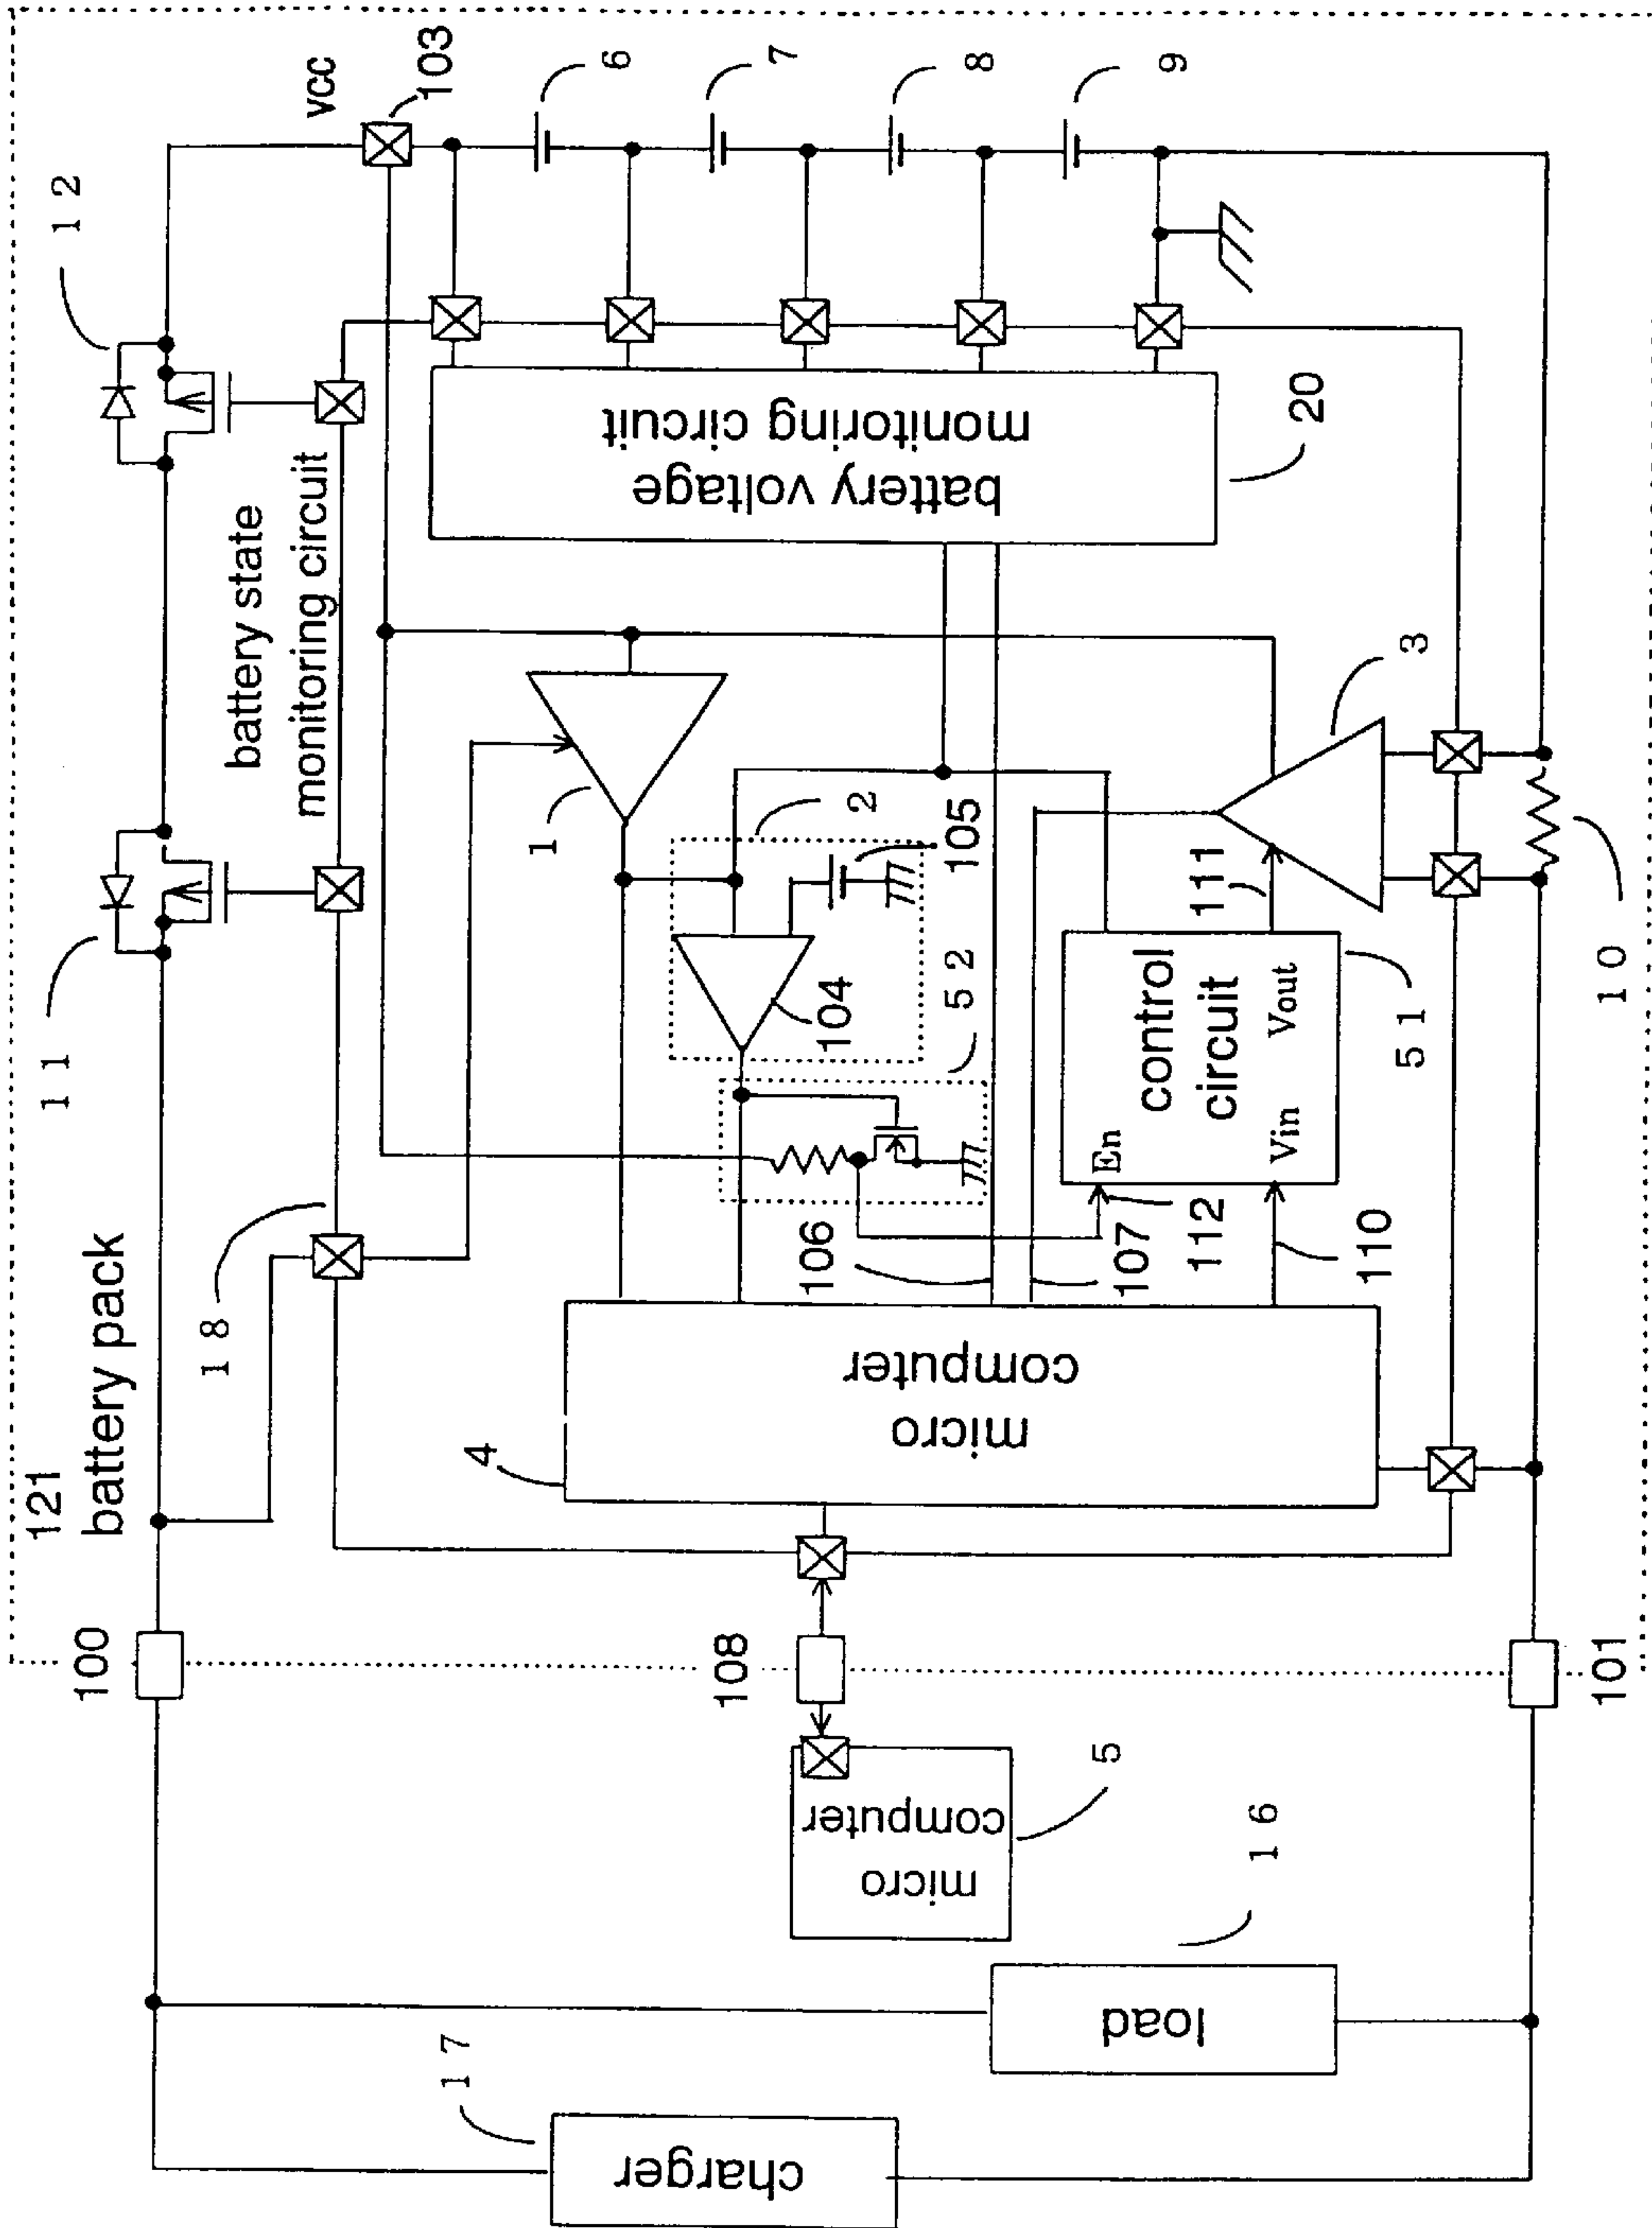 vcc
103
6
7
8
9
12
battery state
monitoring circuit
battery voltage
monitoring circuit
20
1
2
105
3
11
104
52
111
control
circuit
Vout
En
Vin
51
10
18
106
107
112
110
121
battery pack
4
micro
computer
100
108
101
micro
computer
5
16
load
17
charger